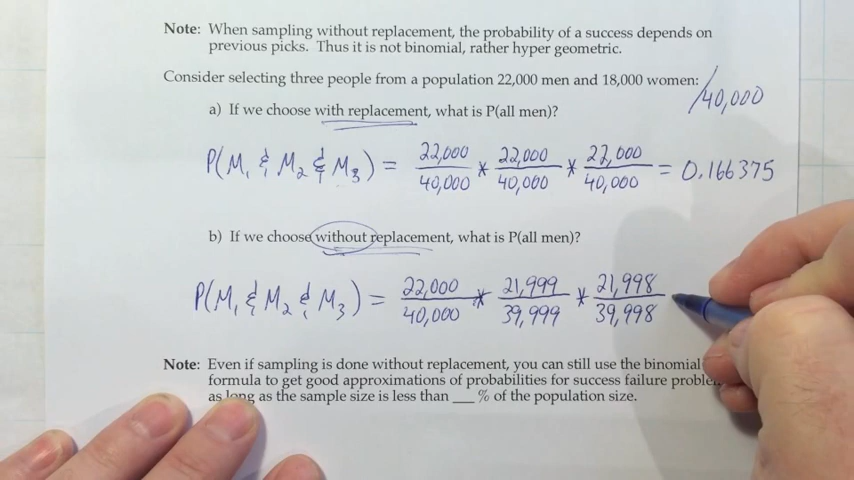 Note: When sampling without replacement, the probability of a success depends on
previous picks. Thus it is not binomial, rather hyper geometric.
Consider selecting three people from a population 22,000 men and 18,000 women:
/40,000
a) If we choose with replacement, what is P(all men)?
P(M₁ & M₂ & M₃) = 22,000/40,000 * 22,000/40,000 * 22,000/40,000 = 0.166375
b) If we choose without replacement, what is P(all men)?
P(M₁ & M₂ & M₃) = 22,000/40,000 * 21,999/39,999 * 21,998/39,998
Note: Even if sampling is done without replacement, you can still use the binomial
formula to get good approximations of probabilities for success failure
as long as the sample size is less than ___ % of the population size.